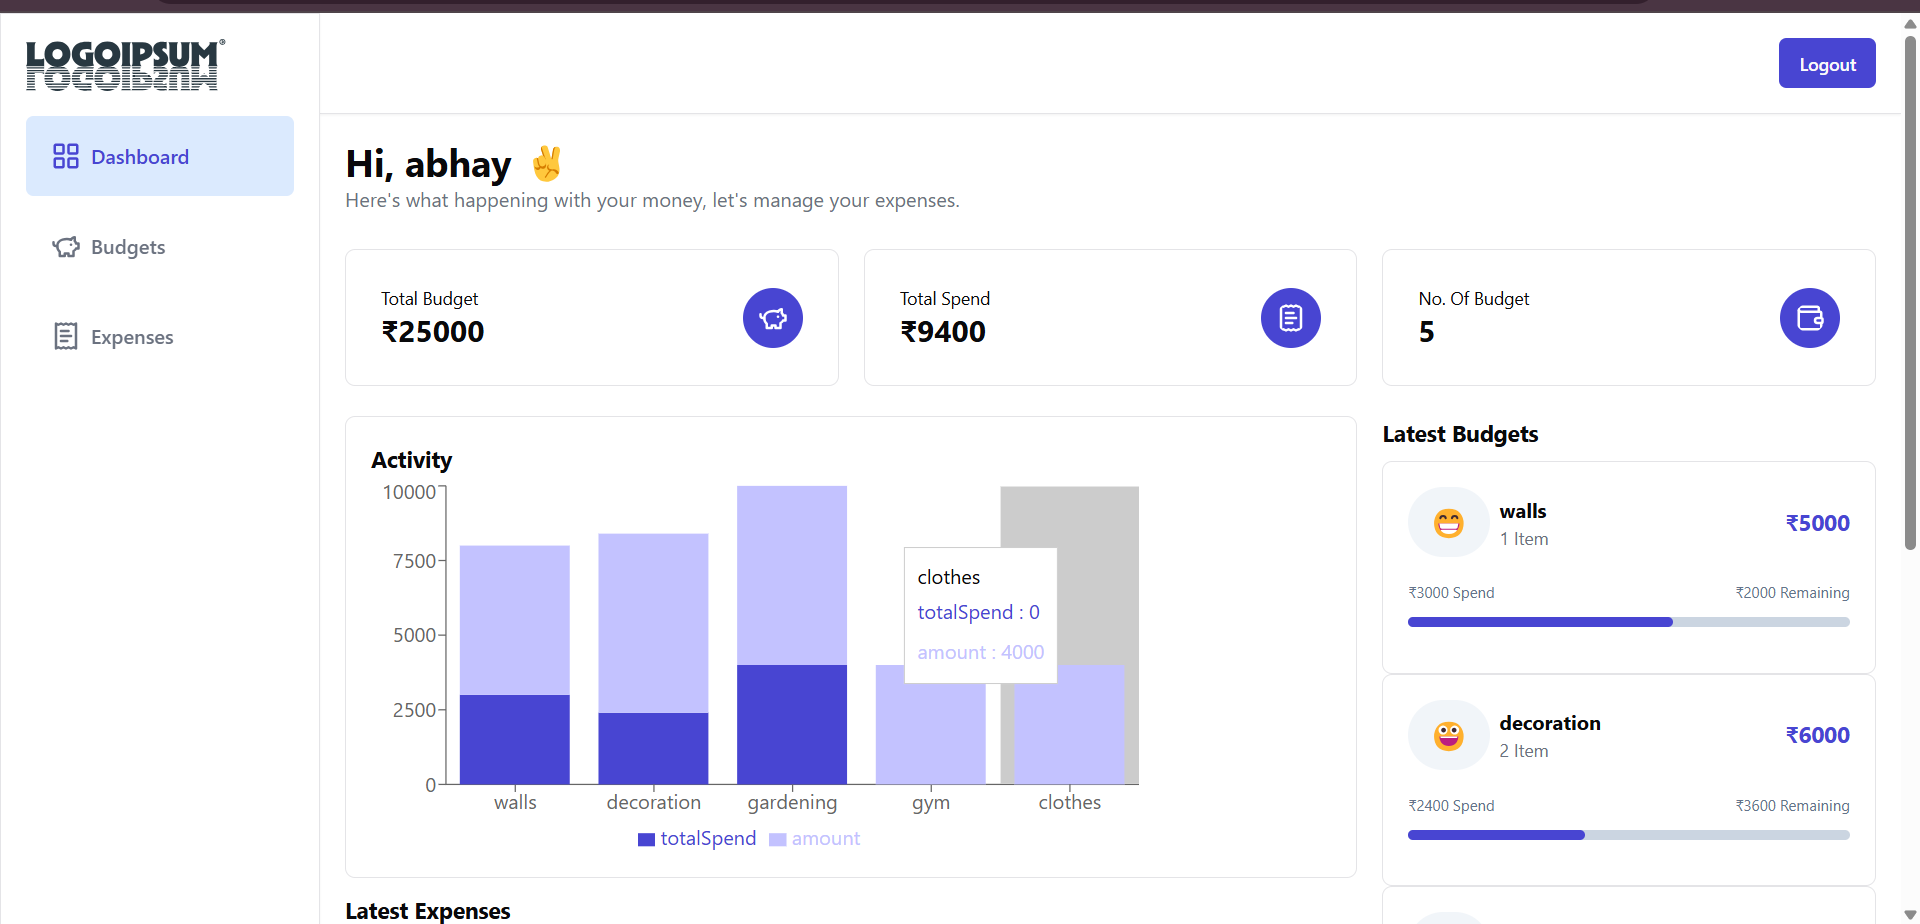 LOGOIPSUM®
Logout
Dashboard
Budgets
Expenses
Hi, abhay ✌️
Here's what happening with your money, let's manage your expenses.
Total Budget
₹25000
Total Spend
₹9400
No. Of Budget
5
Activity
10000
7500
5000
2500
0
walls
decoration
gardening
gym
clothes
clothes
totalSpend : 0
amount : 4000
totalSpend
amount
Latest Budgets
walls
1 Item
₹5000
₹3000 Spend
₹2000 Remaining
decoration
2 Item
₹6000
₹2400 Spend
₹3600 Remaining
Latest Expenses